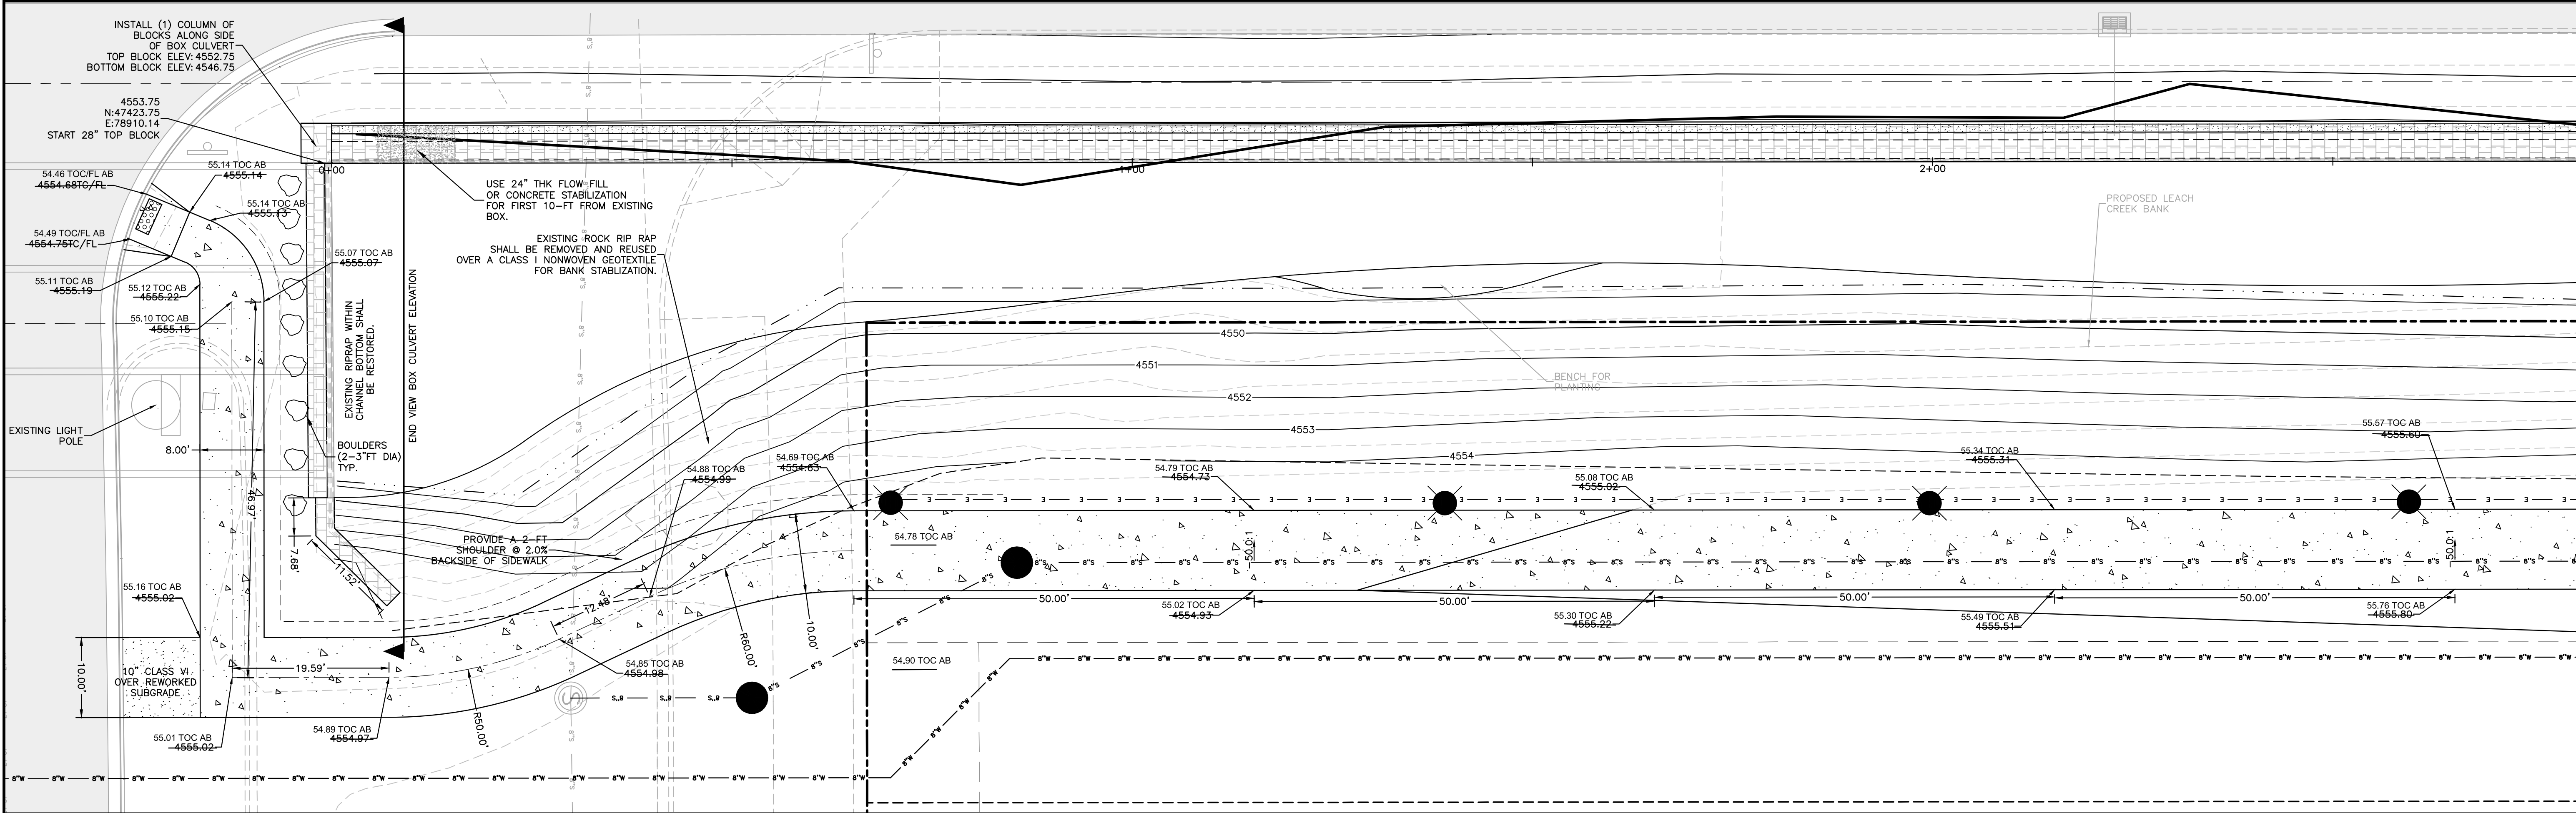 INSTALL (1) COLUMN OF
BLOCKS ALONG SIDE
OF BOX CULVERT
TOP BLOCK ELEV: 4552.75
BOTTOM BLOCK ELEV: 4546.75
4553.75
N:47423.75
E:78910.14
START 28" TOP BLOCK
0+00
1+00
2+00
USE 24" THK FLOW FILL
OR CONCRETE STABILIZATION
FOR FIRST 10-FT FROM EXISTING
BOX.
EXISTING ROCK RIP RAP
SHALL BE REMOVED AND REUSED
OVER A CLASS I NONWOVEN GEOTEXTILE
FOR BANK STABLIZATION.
PROPOSED LEACH
CREEK BANK
BENCH FOR
PLANTING
55.14 TOC AB
4555.14
54.46 TOC/FL AB
4554.68TC/FL
55.14 TOC AB
4555.13
54.49 TOC/FL AB
4554.75TC/FL
55.07 TOC AB
4555.07
55.11 TOC AB
4555.19
55.12 TOC AB
4555.22
55.10 TOC AB
4555.15
EXISTING RIPRAP WITHIN
CHANNEL BOTTOM SHALL
BE RESTORED.
END VIEW BOX CULVERT ELEVATION
EXISTING LIGHT
POLE
8.00'
46.97'
BOULDERS
(2-3"FT DIA)
TYP.
7.68'
11.52'
4550
4551
4552
4553
4554
54.88 TOC AB
4554.99
54.69 TOC AB
4554.63
54.79 TOC AB
4554.73
55.08 TOC AB
4555.02
55.34 TOC AB
4555.31
55.57 TOC AB
4555.60
PROVIDE A 2-FT
SHOULDER @ 2.0%
BACKSIDE OF SIDEWALK
54.78 TOC AB
50.0:1
50.0:1
8"S
12.48'
R60.00'
10.00'
50.00'
50.00'
50.00'
50.00'
55.02 TOC AB
4554.93
55.30 TOC AB
4555.22
55.49 TOC AB
4555.51
55.76 TOC AB
4555.80
55.16 TOC AB
4555.02
10.00'
10" CLASS VI
OVER REWORKED
SUBGRADE
19.59'
54.85 TOC AB
4554.98
54.90 TOC AB
R50.00'
54.89 TOC AB
4554.97
55.01 TOC AB
4555.02
S
8"S
8"W